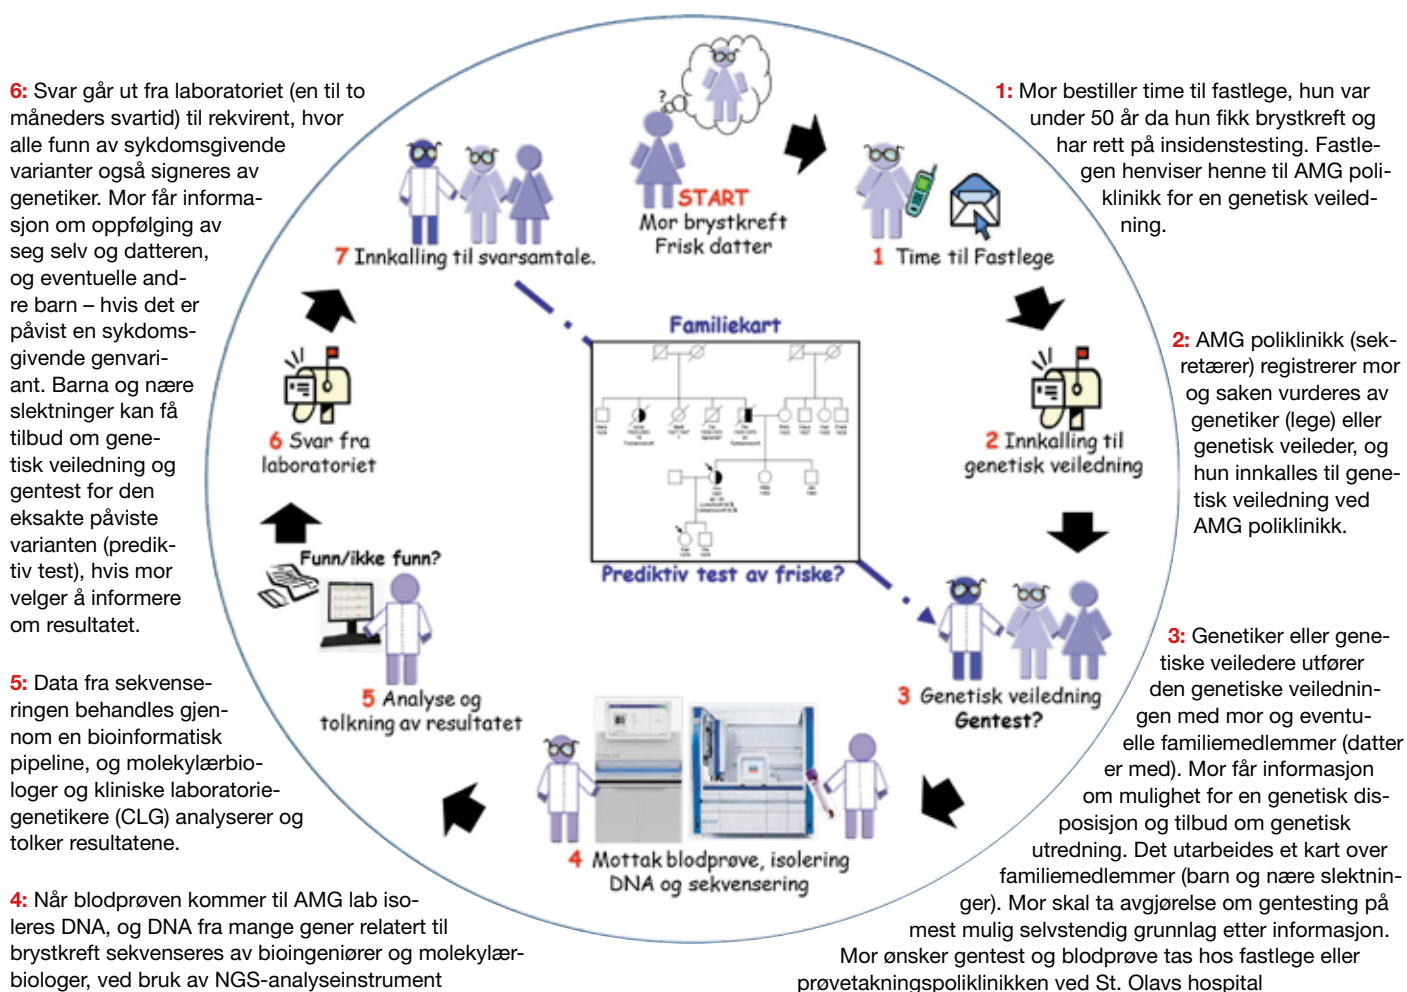 START
Mor brystkreft
Frisk datter
?
1 Time til Fastlege
2 Innkalling til
genetisk veiledning
3 Genetisk veiledning
Gentest?
4 Mottak blodprøve, isolering
DNA og sekvensering
5 Analyse og
tolkning av resultatet
Funn/ikke funn?
6 Svar fra
laboratoriet
7 Innkalling til svarsamtale.
Familiekart
Prediktiv test av friske?
1: Mor bestiller time til fastlege, hun var
under 50 år da hun fikk brystkreft og
har rett på insidenstesting. Fastle-
gen henviser henne til AMG poli-
klinikk for en genetisk veiled-
ning.
2: AMG poliklinikk (sek-
retærer) registrerer mor
og saken vurderes av
genetiker (lege) eller
genetisk veileder, og
hun innkalles til gene-
tisk veiledning ved
AMG poliklinikk.
3: Genetiker eller gene-
tiske veiledere utfører
den genetiske veilednin-
gen med mor og eventu-
elle familiemedlemmer (datter
er med). Mor får informasjon
om mulighet for en genetisk dis-
posisjon og tilbud om genetisk
utredning. Det utarbeides et kart over
familiemedlemmer (barn og nære slektnin-
ger). Mor skal ta avgjørelse om gentesting på
mest mulig selvstendig grunnlag etter informasjon.
Mor ønsker gentest og blodprøve tas hos fastlege eller
prøvetakningspoliklinikken ved St. Olavs hospital
4: Når blodprøven kommer til AMG lab iso-
leres DNA, og DNA fra mange gener relatert til
brystkreft sekvenseres av bioingeniører og molekylær-
biologer, ved bruk av NGS-analyseinstrument
5: Data fra sekvense-
ringen behandles gjen-
nom en bioinformatisk
pipeline, og molekylærbio-
loger og kliniske laboratorie-
genetikere (CLG) analyserer og
tolker resultatene.
6: Svar går ut fra laboratoriet (en til to
måneders svartid) til rekvirent, hvor
alle funn av sykdomsgivende
varianter også signeres av
genetiker. Mor får informa-
sjon om oppfølging av
seg selv og datteren,
og eventuelle and-
re barn – hvis det er
påvist en sykdoms-
givende genvari-
ant. Barna og nære
slektninger kan få
tilbud om gene-
tisk veiledning og
gentest for den
eksakte påviste
varianten (predik-
tiv test), hvis mor
velger å informere
om resultatet.